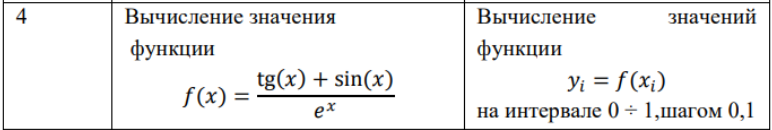 4
Вычисление значения
функции
f(x) = (tg(x) + sin(x)) / e^x
Вычисление значений
функции
y_i = f(x_i)
на интервале 0 ÷ 1,шагом 0,1